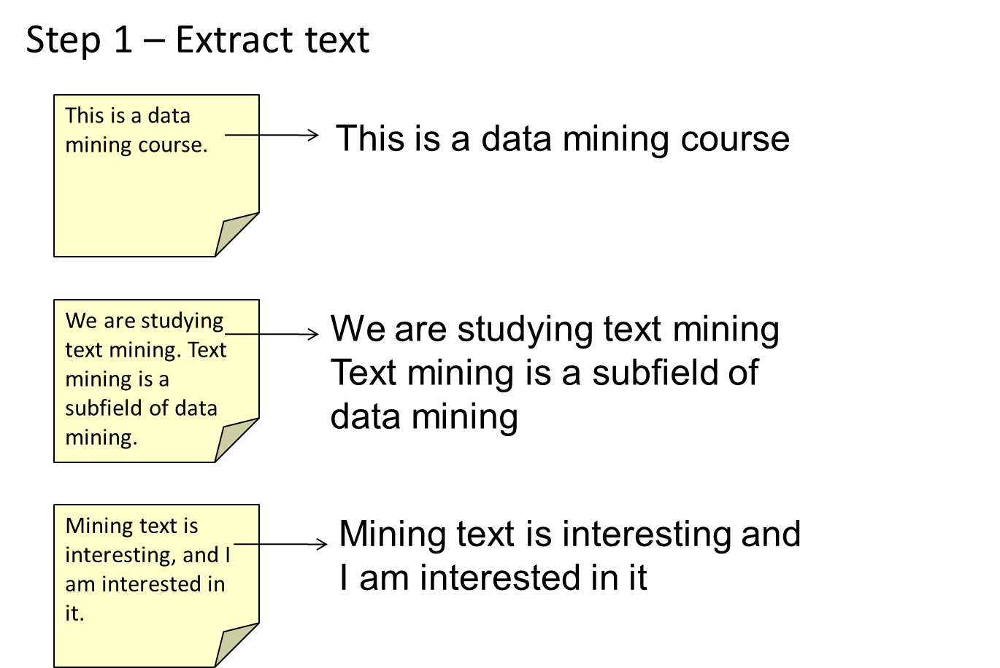 Step 1 – Extract text
This is a data
mining course.
This is a data mining course
We are studying
text mining. Text
mining is a
subfield of data
mining.
We are studying text mining
Text mining is a subfield of
data mining
Mining text is
interesting, and I
am interested in
it.
Mining text is interesting and
I am interested in it